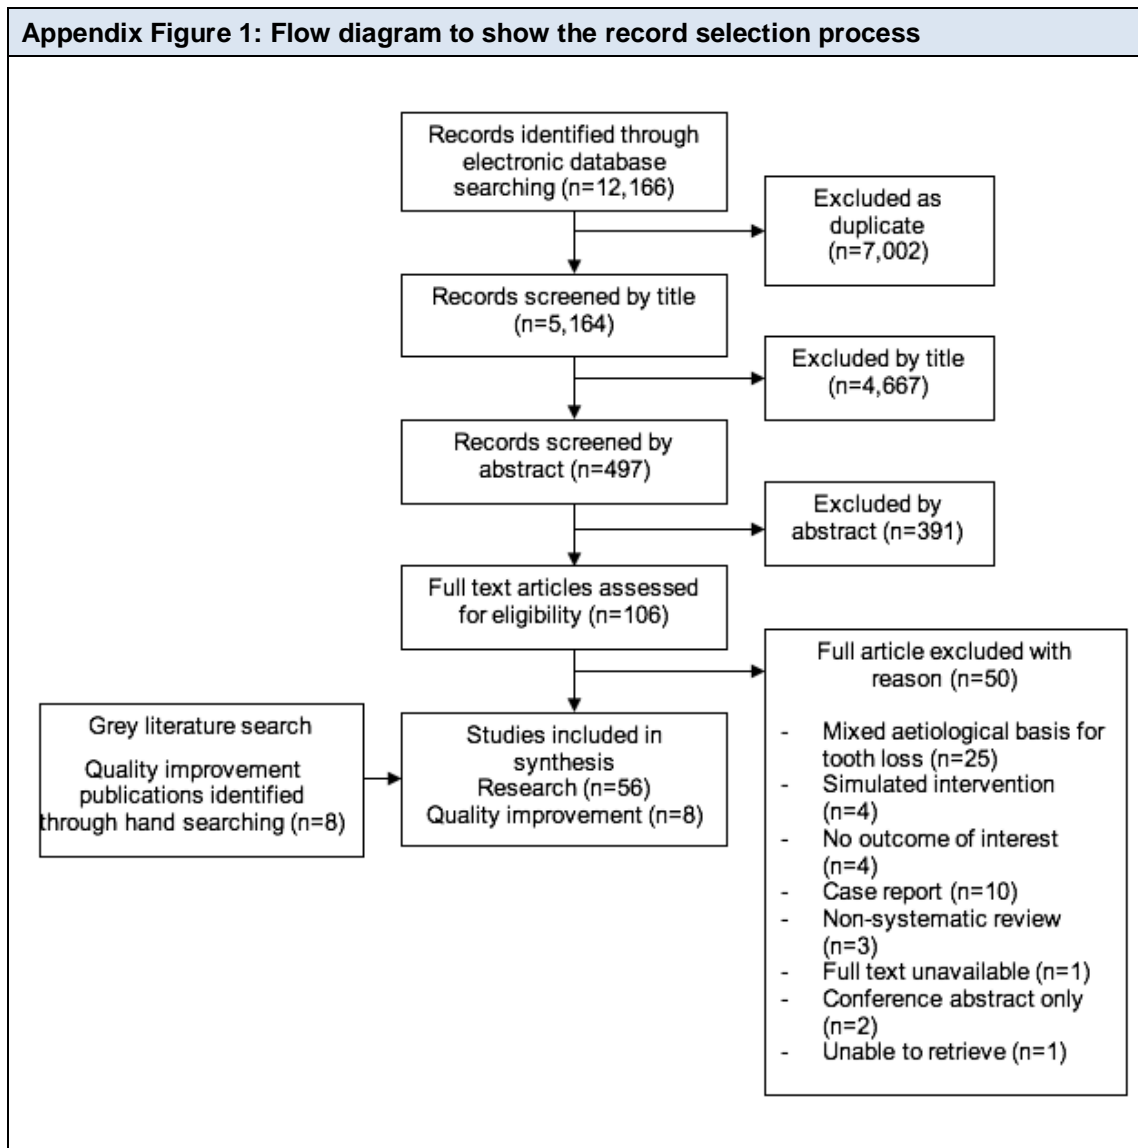 Appendix Figure 1: Flow diagram to show the record selection process
Records identified through
electronic database
searching (n=12,166)
Excluded as
duplicate
(n=7,002)
Records screened by title
(n=5,164)
Excluded by title
(n=4,667)
Records screened by
abstract (n=497)
Excluded by
abstract (n=391)
Full text articles assessed
for eligibility (n=106)
Full article excluded with
reason (n=50)
- Mixed aetiological basis for
tooth loss (n=25)
- Simulated intervention
(n=4)
- No outcome of interest
(n=4)
- Case report (n=10)
- Non-systematic review
(n=3)
- Full text unavailable (n=1)
- Conference abstract only
(n=2)
- Unable to retrieve (n=1)
Grey literature search
Quality improvement
publications identified
through hand searching (n=8)
Studies included in
synthesis
Research (n=56)
Quality improvement (n=8)